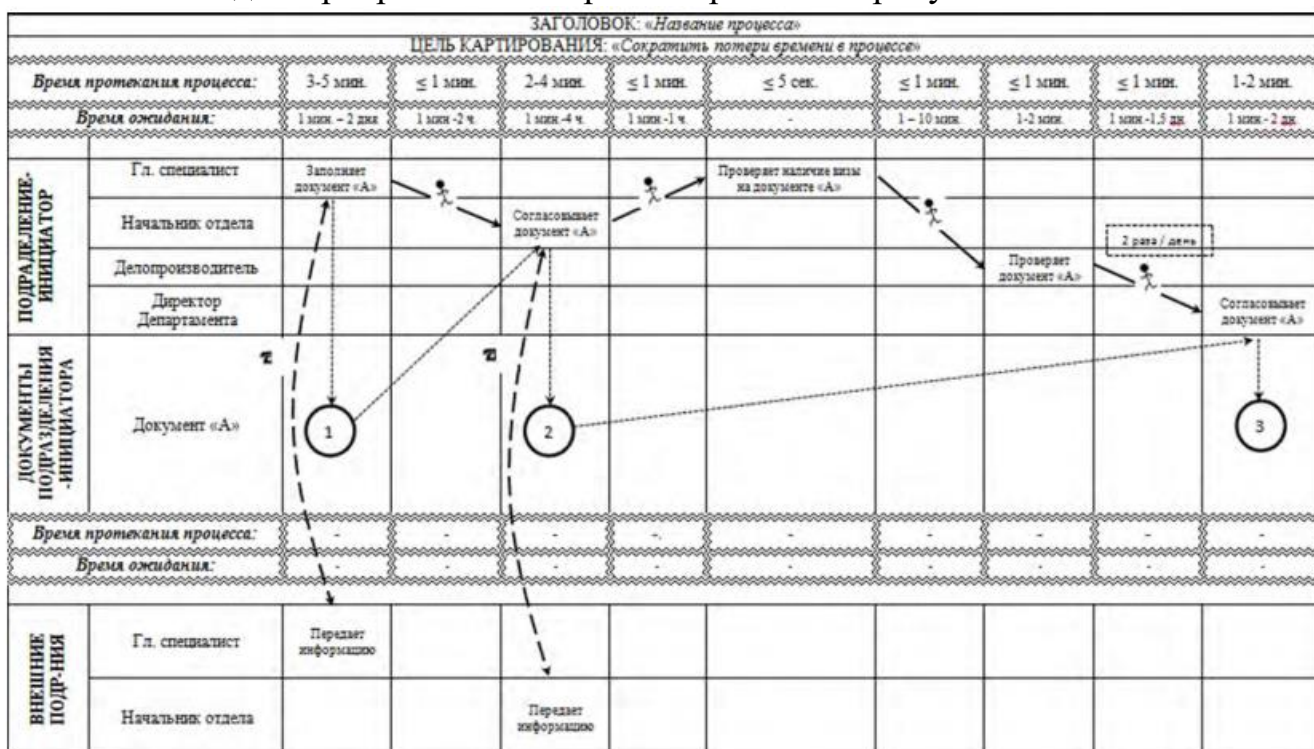 ЗАГОЛОВОК: «Название процесса»
ЦЕЛЬ КАРТИРОВАНИЯ: «Сократить потери времени в процессе»
Время протекания процесса: 3-5 мин. ≤ 1 мин. 2-4 мин. ≤ 1 мин. ≤ 5 сек. ≤ 1 мин. ≤ 1 мин. ≤ 1 мин. 1-2 мин.
Время ожидания: 1 мин. – 2 дня 1 мин -2 ч. 1 мин -4 ч. 1 мин -1 ч. - 1 – 10 мин. 1-2 мин. 1 мин -1,5 дн 1 мин - 2 дн.
ПОДРАДЕЛЕНИЕ-
ИНИЦИАТОР
Гл. специалист
Заполняет
документ «А»
Проверяет наличие визы
на документе «А»
Начальник отдела
Согласовывает
документ «А»
2 раза / день
Делопроизводитель
Проверяет
документ «А»
Директор
Департамента
Согласовывает
документ «А»
ДОКУМЕНТЫ
ПОДРАЗДЕЛЕНИЯ
-ИНИЦИАТОРА
Документ «А»
1
2
3
Время протекания процесса: - - - -. - - - - -
Время ожидания: - - - - - - - - -
ВНЕШНИЕ
ПОДР-НИЯ
Гл. специалист
Передает
информацию
Начальник отдела
Передает
информацию